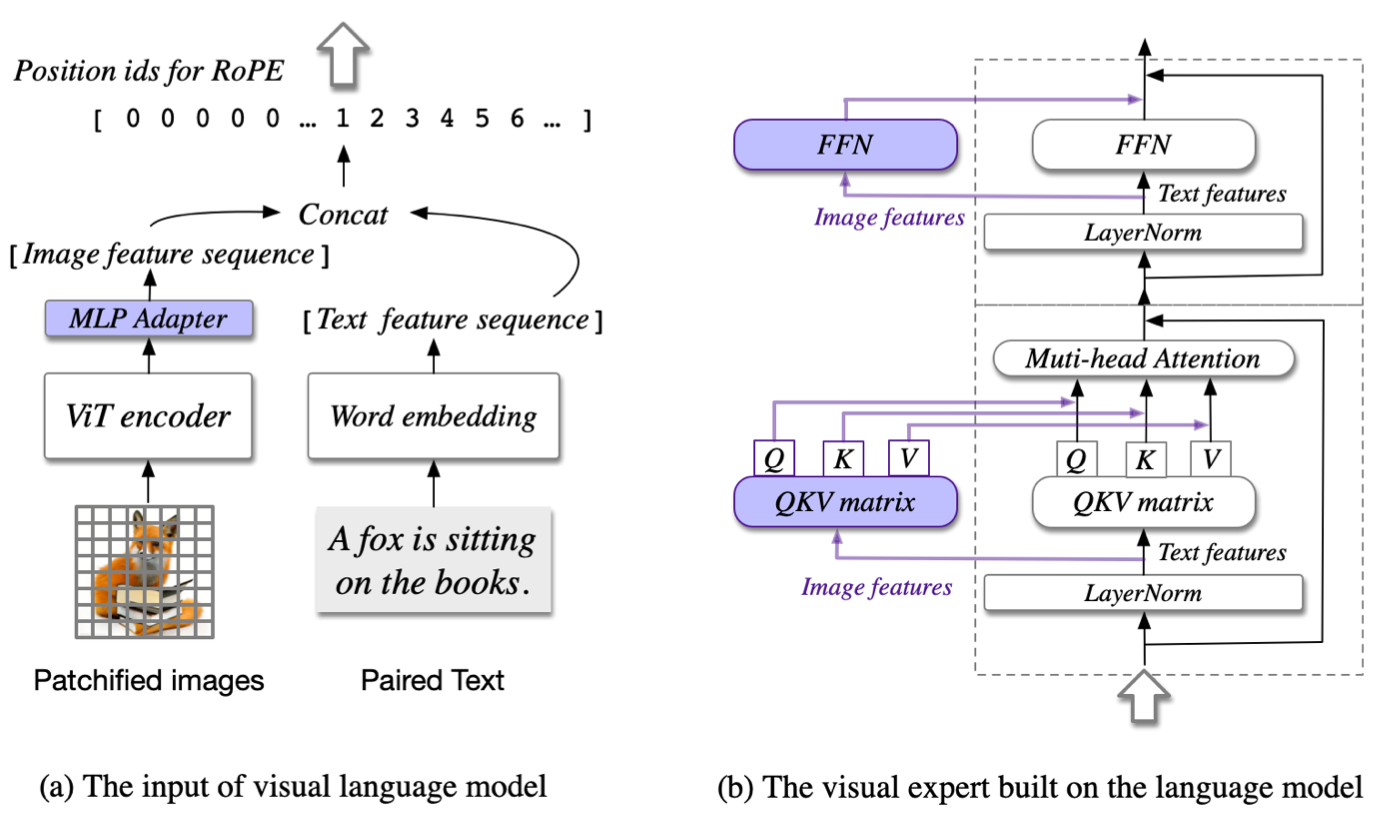 Position ids for RoPE
[ 0 0 0 0 0 ... 1 2 3 4 5 6 ... ]
Concat
[Image feature sequence]
MLP Adapter
[Text feature sequence]
ViT encoder
Word embedding
A fox is sitting
on the books.
Patchified images
Paired Text
(a) The input of visual language model
FFN
FFN
Text features
Image features
LayerNorm
Muti-head Attention
Q K V
Q K V
QKV matrix
QKV matrix
Text features
Image features
LayerNorm
(b) The visual expert built on the language model